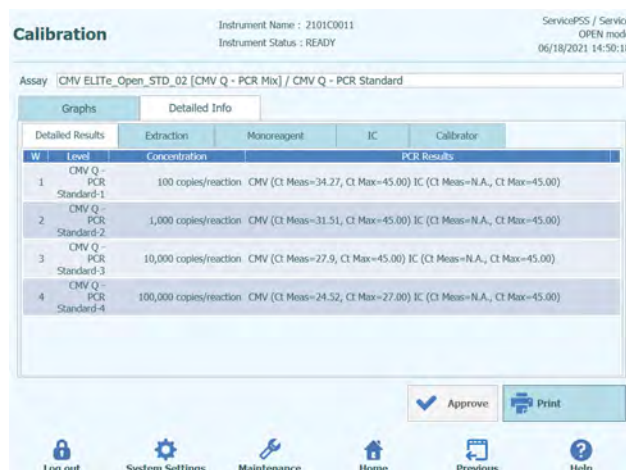 Calibration
Instrument Name : 2101C0011
Instrument Status : READY
ServicePSS / Servic
OPEN mod
06/18/2021 14:50:1
Assay CMV ELITe_Open_STD_02 [CMV Q - PCR Mix] / CMV Q - PCR Standard
Graphs Detailed Info
Detailed Results Extraction Monoreagent IC Calibrator
W Level Concentration PCR Results
1 CMV Q - PCR Standard-1 100 copies/reaction CMV (Ct Meas=34.27, Ct Max=45.00) IC (Ct Meas=N.A., Ct Max=45.00)
2 CMV Q - PCR Standard-2 1,000 copies/reaction CMV (Ct Meas=31.51, Ct Max=45.00) IC (Ct Meas=N.A., Ct Max=45.00)
3 CMV Q - PCR Standard-3 10,000 copies/reaction CMV (Ct Meas=27.9, Ct Max=45.00) IC (Ct Meas=N.A., Ct Max=45.00)
4 CMV Q - PCR Standard-4 100,000 copies/reaction CMV (Ct Meas=24.52, Ct Max=27.00) IC (Ct Meas=N.A., Ct Max=45.00)
Approve Print
Log out System Settings Maintenance Home Previous Help